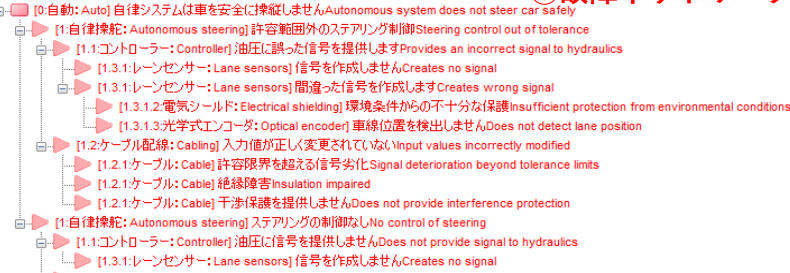 [0:自動: Auto] 自律システムは車を安全に操縦しませんAutonomous system does not steer car safely
[1:自律操舵: Autonomous steering] 許容範囲外のステアリング制御Steering control out of tolerance
[1.1:コントローラー: Controller] 油圧に誤った信号を提供しますProvides an incorrect signal to hydraulics
[1.3.1:レーンセンサー: Lane sensors] 信号を作成しませんCreates no signal
[1.3.1:レーンセンサー: Lane sensors] 間違った信号を作成しますCreates wrong signal
[1.3.1.2:電気シールド: Electrical shielding] 環境条件からの不十分な保護Insufficient protection from environmental conditions
[1.3.1.3:光学式エンコーダ: Optical encoder] 車線位置を検出しませんDoes not detect lane position
[1.2:ケーブル配線: Cabling] 入力値が正しく変更されていないInput values incorrectly modified
[1.2.1:ケーブル: Cable] 許容限界を超える信号劣化Signal deterioration beyond tolerance limits
[1.2.1:ケーブル: Cable] 絶縁障害Insulation impaired
[1.2.1:ケーブル: Cable] 干渉保護を提供しませんDoes not provide interference protection
[1:自律操舵: Autonomous steering] ステアリングの制御なしNo control of steering
[1.1:コントローラー: Controller] 油圧に信号を提供しませんDoes not provide signal to hydraulics
[1.3.1:レーンセンサー: Lane sensors] 信号を作成しませんCreates no signal